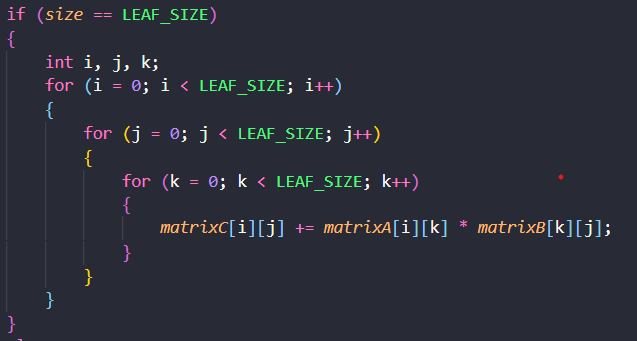 if (size == LEAF_SIZE)
{
int i, j, k;
for (i = 0; i < LEAF_SIZE; i++)
{
for (j = 0; j < LEAF_SIZE; j++)
{
for (k = 0; k < LEAF_SIZE; k++)
{
matrixC[i][j] += matrixA[i][k] * matrixB[k][j];
}
}
}
}